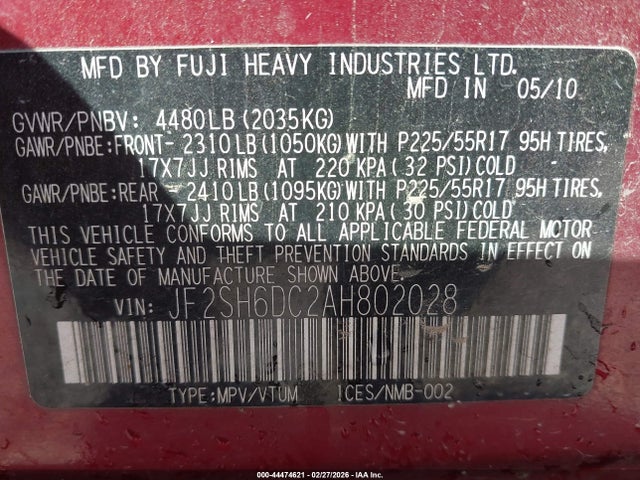 MFD BY FUJI HEAVY INDUSTRIES LTD.
MFD IN 05/10
GVWR/PNBV: 4480LB(2035KG)
GAWR/PNBE:FRONT- 2310LB(1050KG)WITH P225/55R17 95H TIRES,
17X7JJ RIMS AT 220 KPA(32 PSI)COLD
GAWR/PNBE:REAR - 2410LB(1095KG)WITH P225/55R17 95H TIRES,
17X7JJ RIMS AT 210 KPA(30 PSI)COLD
THIS VEHICLE CONFORMS TO ALL APPLICABLE FEDERAL MOTOR
VEHICLE SAFETY AND THEFT PREVENTION STANDARDS IN EFFECT ON
THE DATE OF MANUFACTURE SHOWN ABOVE.
VIN: JF2SH6DC2AH802028
TYPE:MPV/VTUM 1CES/NMB-002
000-44474621 - 02/27/2026 - IAA Inc.